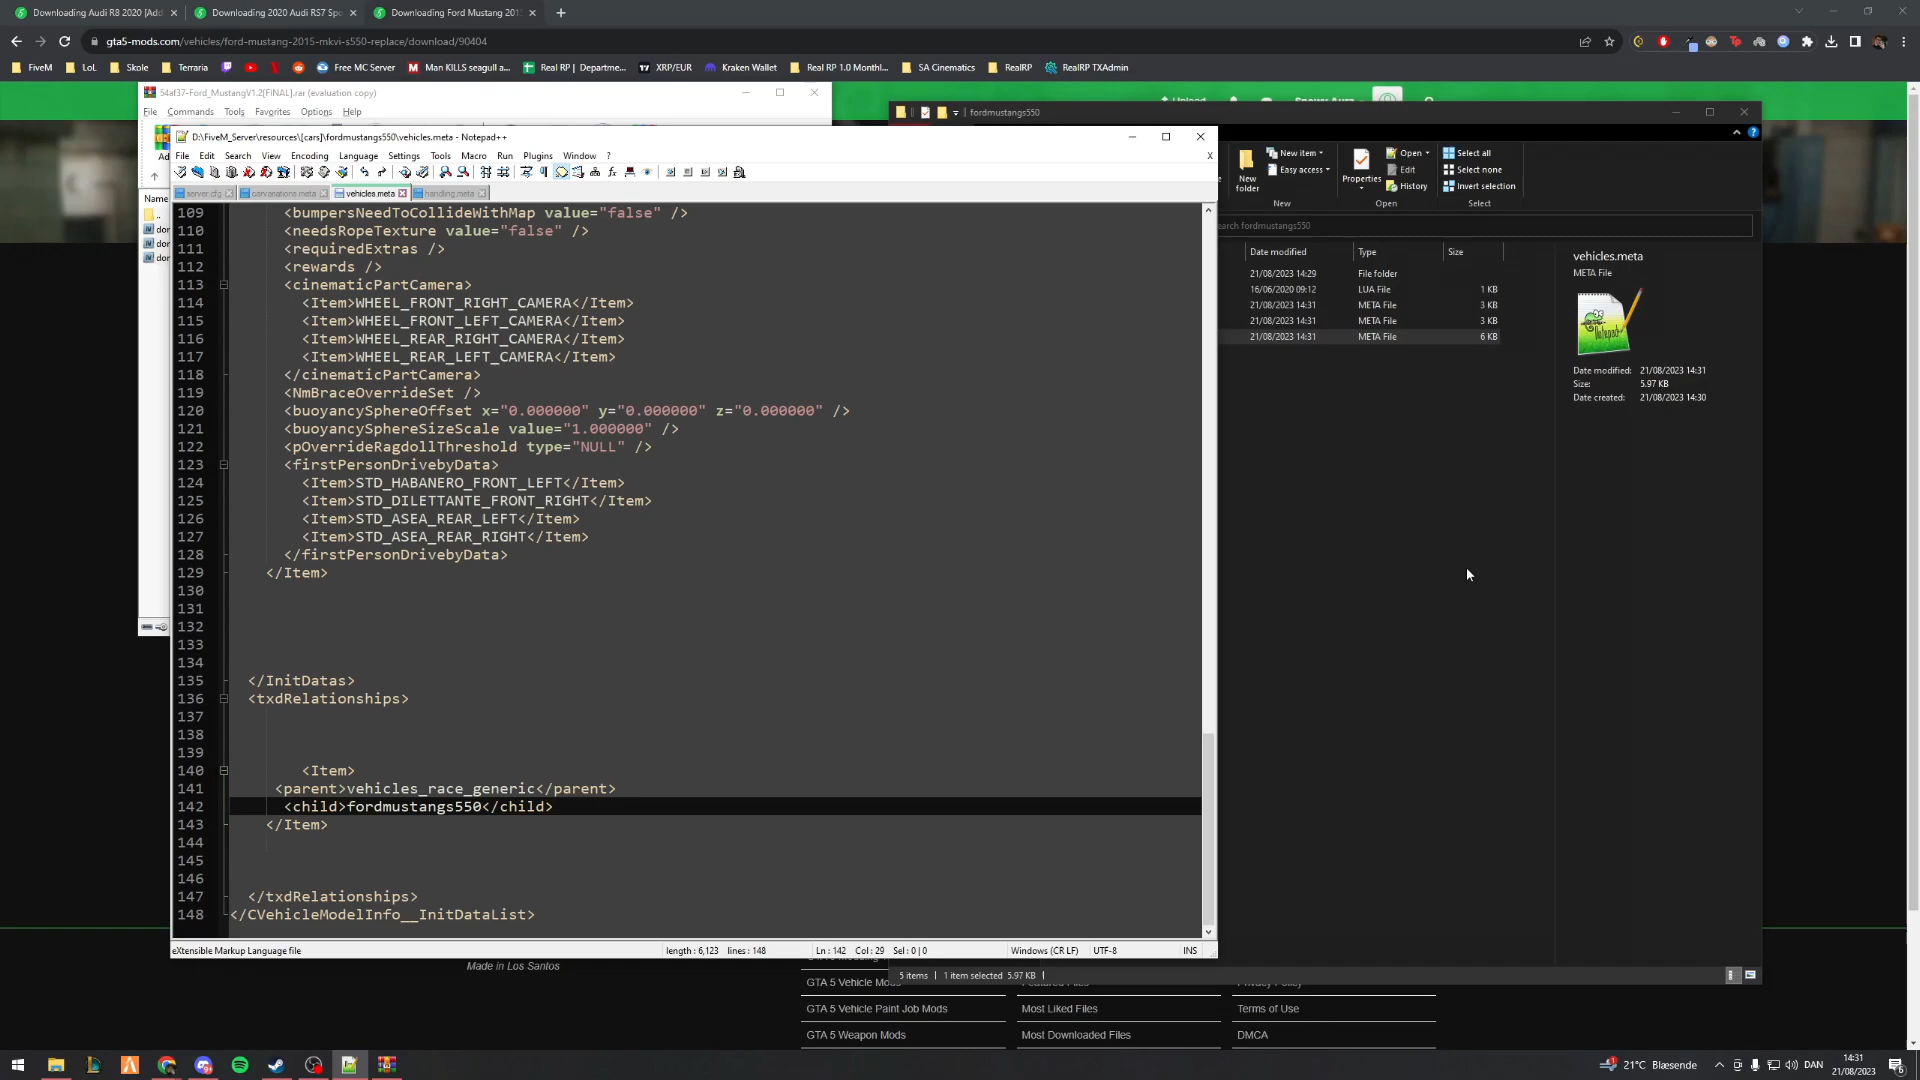 Downloading Audi R8 2020 [Add
Downloading 2020 Audi RS7 Spo
Downloading Ford Mustang 201
gta5-mods.com/vehicles/ford-mustang-2015-mkvi-s550-replace/download/90404
FiveM
LoL
Skole
Terraria
Free MC Server
Man KILLS seagull a...
Real RP | Departme...
XRP/EUR
Kraken Wallet
Real RP 1.0 Monthl...
SA Cinematics
RealRP
RealRP TXAdmin
54af37-Ford_MustangV1.2[FINAL].rar (evaluation copy)
File Commands Tools Favorites Options Help
Name
D:\FiveM_Server\resources\[cars]\fordmustangs550\vehicles.meta - Notepad++
File Edit Search View Encoding Language Settings Tools Macro Run Plugins Window ? X
server.cfg carvariations.meta vehicles.meta handling.meta
109 <bumpersNeedToCollideWithMap value="false" />
110 <needsRopeTexture value="false" />
111 <requiredExtras />
112 <rewards />
113 <cinematicPartCamera>
114 <Item>WHEEL_FRONT_RIGHT_CAMERA</Item>
115 <Item>WHEEL_FRONT_LEFT_CAMERA</Item>
116 <Item>WHEEL_REAR_RIGHT_CAMERA</Item>
117 <Item>WHEEL_REAR_LEFT_CAMERA</Item>
118 </cinematicPartCamera>
119 <NmBraceOverrideSet />
120 <buoyancySphereOffset x="0.000000" y="0.000000" z="0.000000" />
121 <buoyancySphereSizeScale value="1.000000" />
122 <pOverrideRagdollThreshold type="NULL" />
123 <firstPersonDrivebyData>
124 <Item>STD_HABANERO_FRONT_LEFT</Item>
125 <Item>STD_DILETTANTE_FRONT_RIGHT</Item>
126 <Item>STD_ASEA_REAR_LEFT</Item>
127 <Item>STD_ASEA_REAR_RIGHT</Item>
128 </firstPersonDrivebyData>
129 </Item>
130
131
132
133
134
135 </InitDatas>
136 <txdRelationships>
137
138
139
140 <Item>
141 <parent>vehicles_race_generic</parent>
142 <child>fordmustangs550</child>
143 </Item>
144
145
146
147 </txdRelationships>
148 </CVehicleModelInfo__InitDataList>
eXtensible Markup Language file length : 6,123 lines : 148 Ln : 142 Col : 29 Sel : 0 | 0 Windows (CR LF) UTF-8 INS
fordmustangs550
New folder
New item
Easy access
New
Properties
Open
Edit
History
Open
Select all
Select none
Invert selection
Select
fordmustangs550
Date modified Type Size
21/08/2023 14:29 File folder
16/06/2020 09:12 LUA File 1 KB
21/08/2023 14:31 META File 3 KB
21/08/2023 14:31 META File 3 KB
21/08/2023 14:31 META File 6 KB
vehicles.meta
META File
Date modified: 21/08/2023 14:31
Size: 5.97 KB
Date created: 21/08/2023 14:30
5 items 1 item selected 5.97 KB
Made in Los Santos
GTA 5 Vehicle Mods
GTA 5 Vehicle Paint Job Mods
GTA 5 Weapon Mods
Most Liked Files
Most Downloaded Files
Terms of Use
DMCA
21°C Blæsende
DAN
14:31
21/08/2023